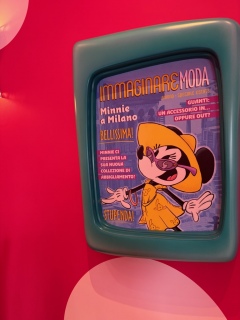 IMMAGINARE MODA
Minnie
a Milano
GUANTI:
UN ACCESSORIO IN...
OPPURE OUT?
BELLISSIMA!
MINNIE CI
PRESENTA LA
SUA NUOVA
COLLEZIONE DI
ABBIGLIAMENTO!
STUPENDA!